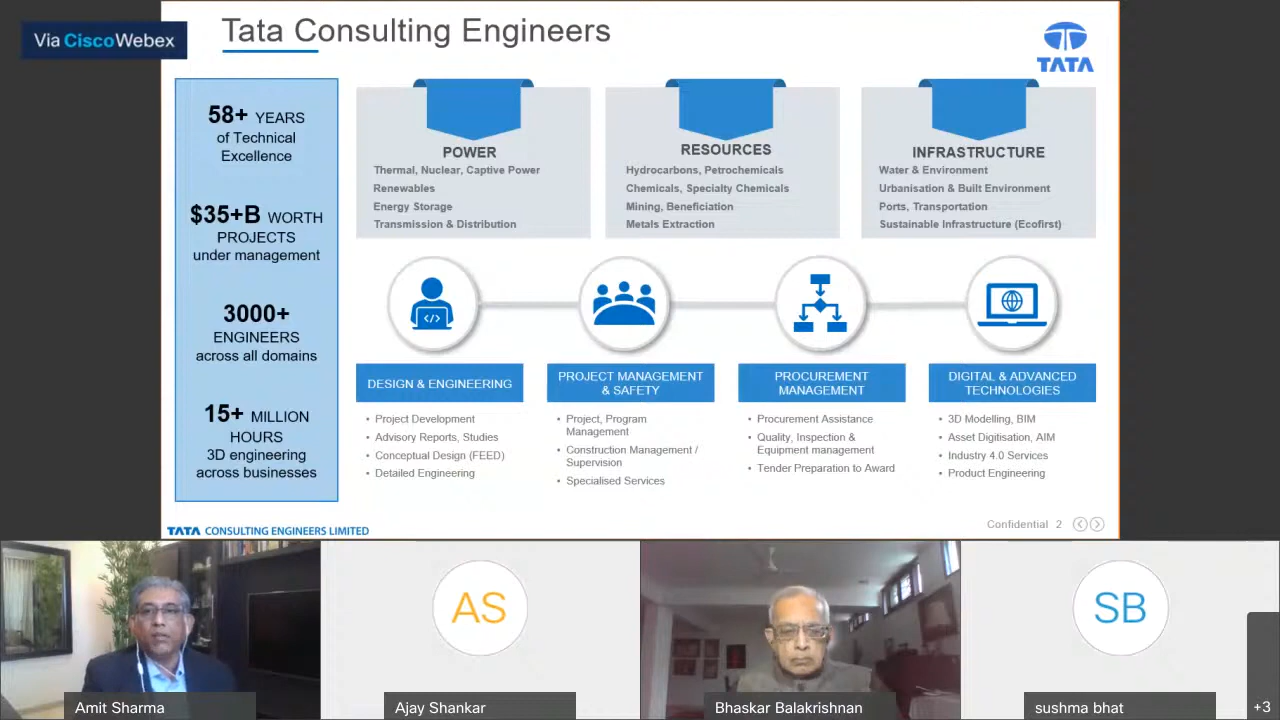 Via CiscoWebex
Tata Consulting Engineers
TATA
58+ YEARS
of Technical
Excellence
$35+B WORTH
PROJECTS
under management
3000+
ENGINEERS
across all domains
15+ MILLION
HOURS
3D engineering
across businesses
POWER
Thermal, Nuclear, Captive Power
Renewables
Energy Storage
Transmission & Distribution
RESOURCES
Hydrocarbons, Petrochemicals
Chemicals, Specialty Chemicals
Mining, Beneficiation
Metals Extraction
INFRASTRUCTURE
Water & Environment
Urbanisation & Built Environment
Ports, Transportation
Sustainable Infrastructure (Ecofirst)
</>
DESIGN & ENGINEERING
• Project Development
• Advisory Reports, Studies
• Conceptual Design (FEED)
• Detailed Engineering
PROJECT MANAGEMENT
& SAFETY
• Project, Program
Management
• Construction Management /
Supervision
• Specialised Services
PROCUREMENT
MANAGEMENT
• Procurement Assistance
• Quality, Inspection &
Equipment management
• Tender Preparation to Award
DIGITAL & ADVANCED
TECHNOLOGIES
• 3D Modelling, BIM
• Asset Digitisation, AIM
• Industry 4.0 Services
• Product Engineering
TATA CONSULTING ENGINEERS LIMITED
Confidential 2
AS
SB
Amit Sharma
Ajay Shankar
Bhaskar Balakrishnan
sushma bhat
+3